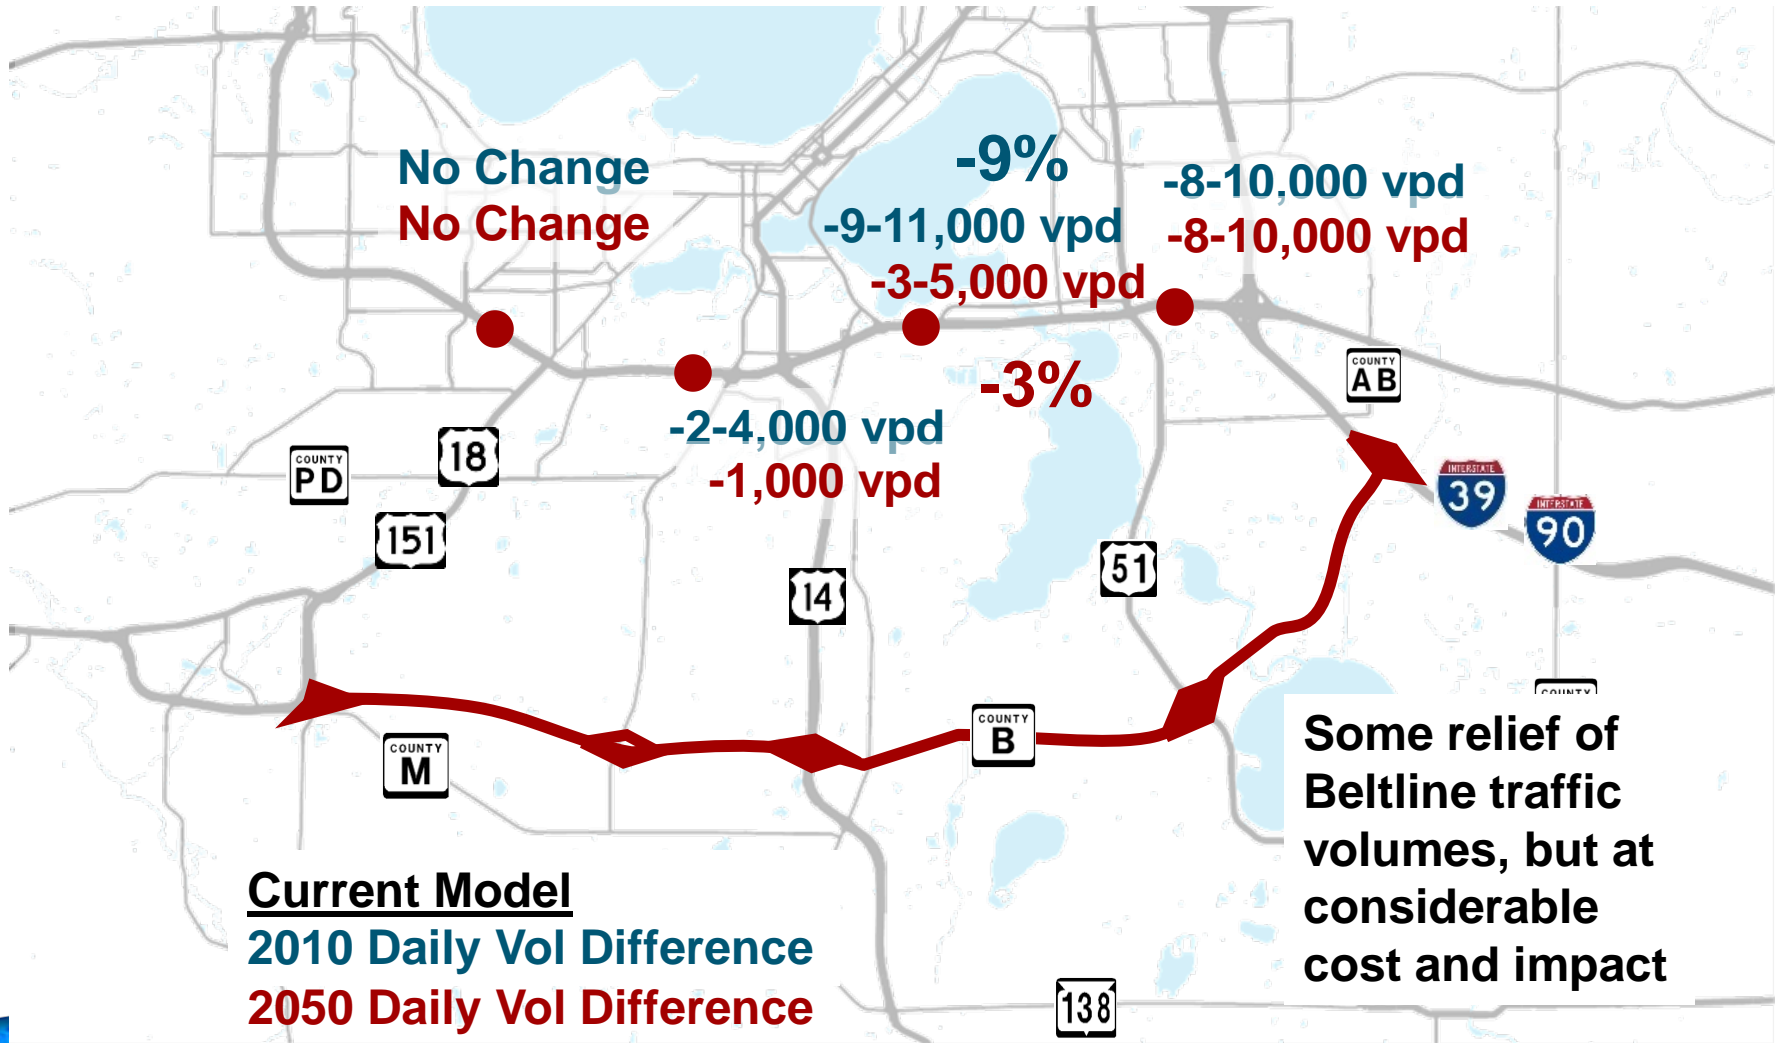 No Change
No Change
-9%
-9-11,000 vpd
-3-5,000 vpd
-8-10,000 vpd
-8-10,000 vpd
-3%
-2-4,000 vpd
-1,000 vpd
COUNTY
AB
COUNTY
PD
18
151
INTERSTATE
39
INTERSTATE
90
14
51
COUNTY
M
COUNTY
B
COUNTY
Some relief of
Beltline traffic
volumes, but at
considerable
cost and impact
Current Model
2010 Daily Vol Difference
2050 Daily Vol Difference
138